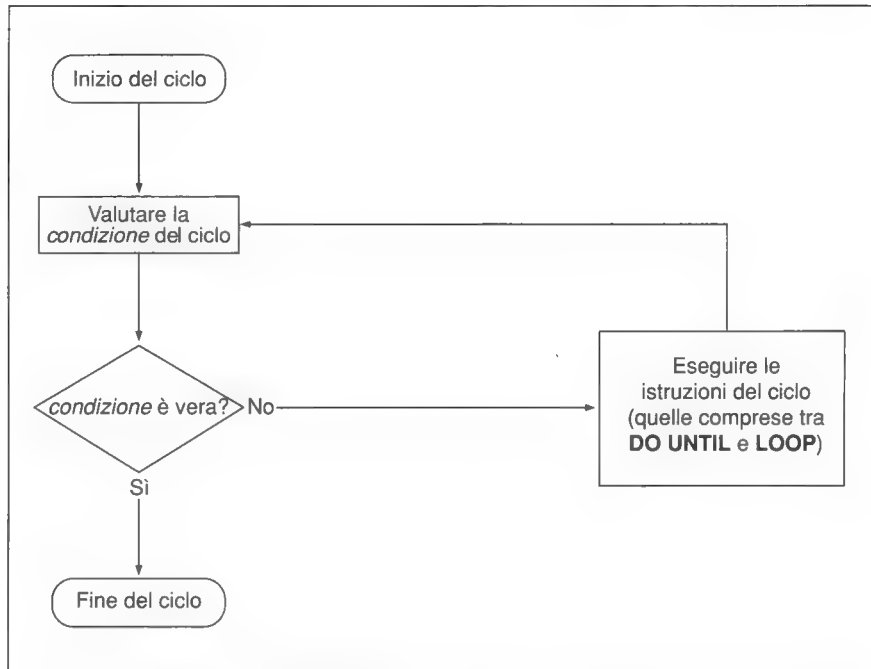 Inizio del ciclo
Valutare la
condizione del ciclo
condizione è vera?
No
Eseguire le
istruzioni del ciclo
(quelle comprese tra
DO UNTIL e LOOP)
Sì
Fine del ciclo